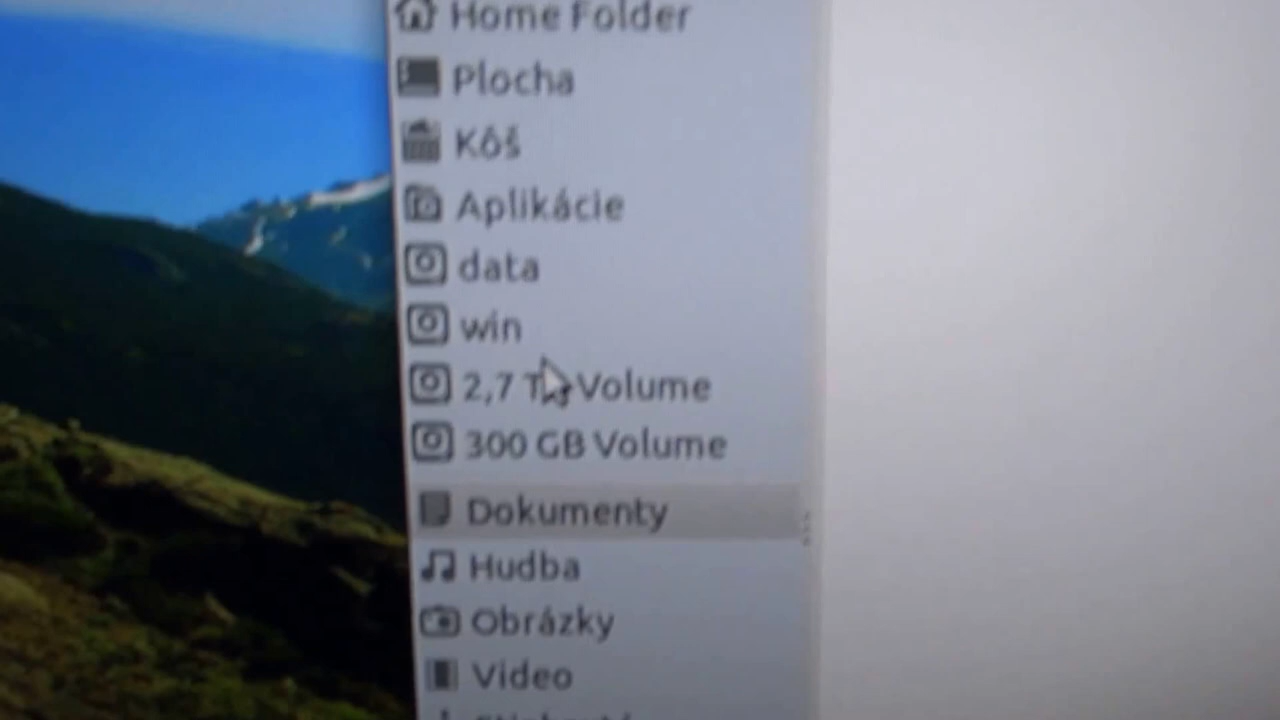 Home Folder
Plocha
Kôš
Aplikácie
data
win
2,7 Volume
300 GB Volume
Dokumenty
Hudba
Obrázky
Video